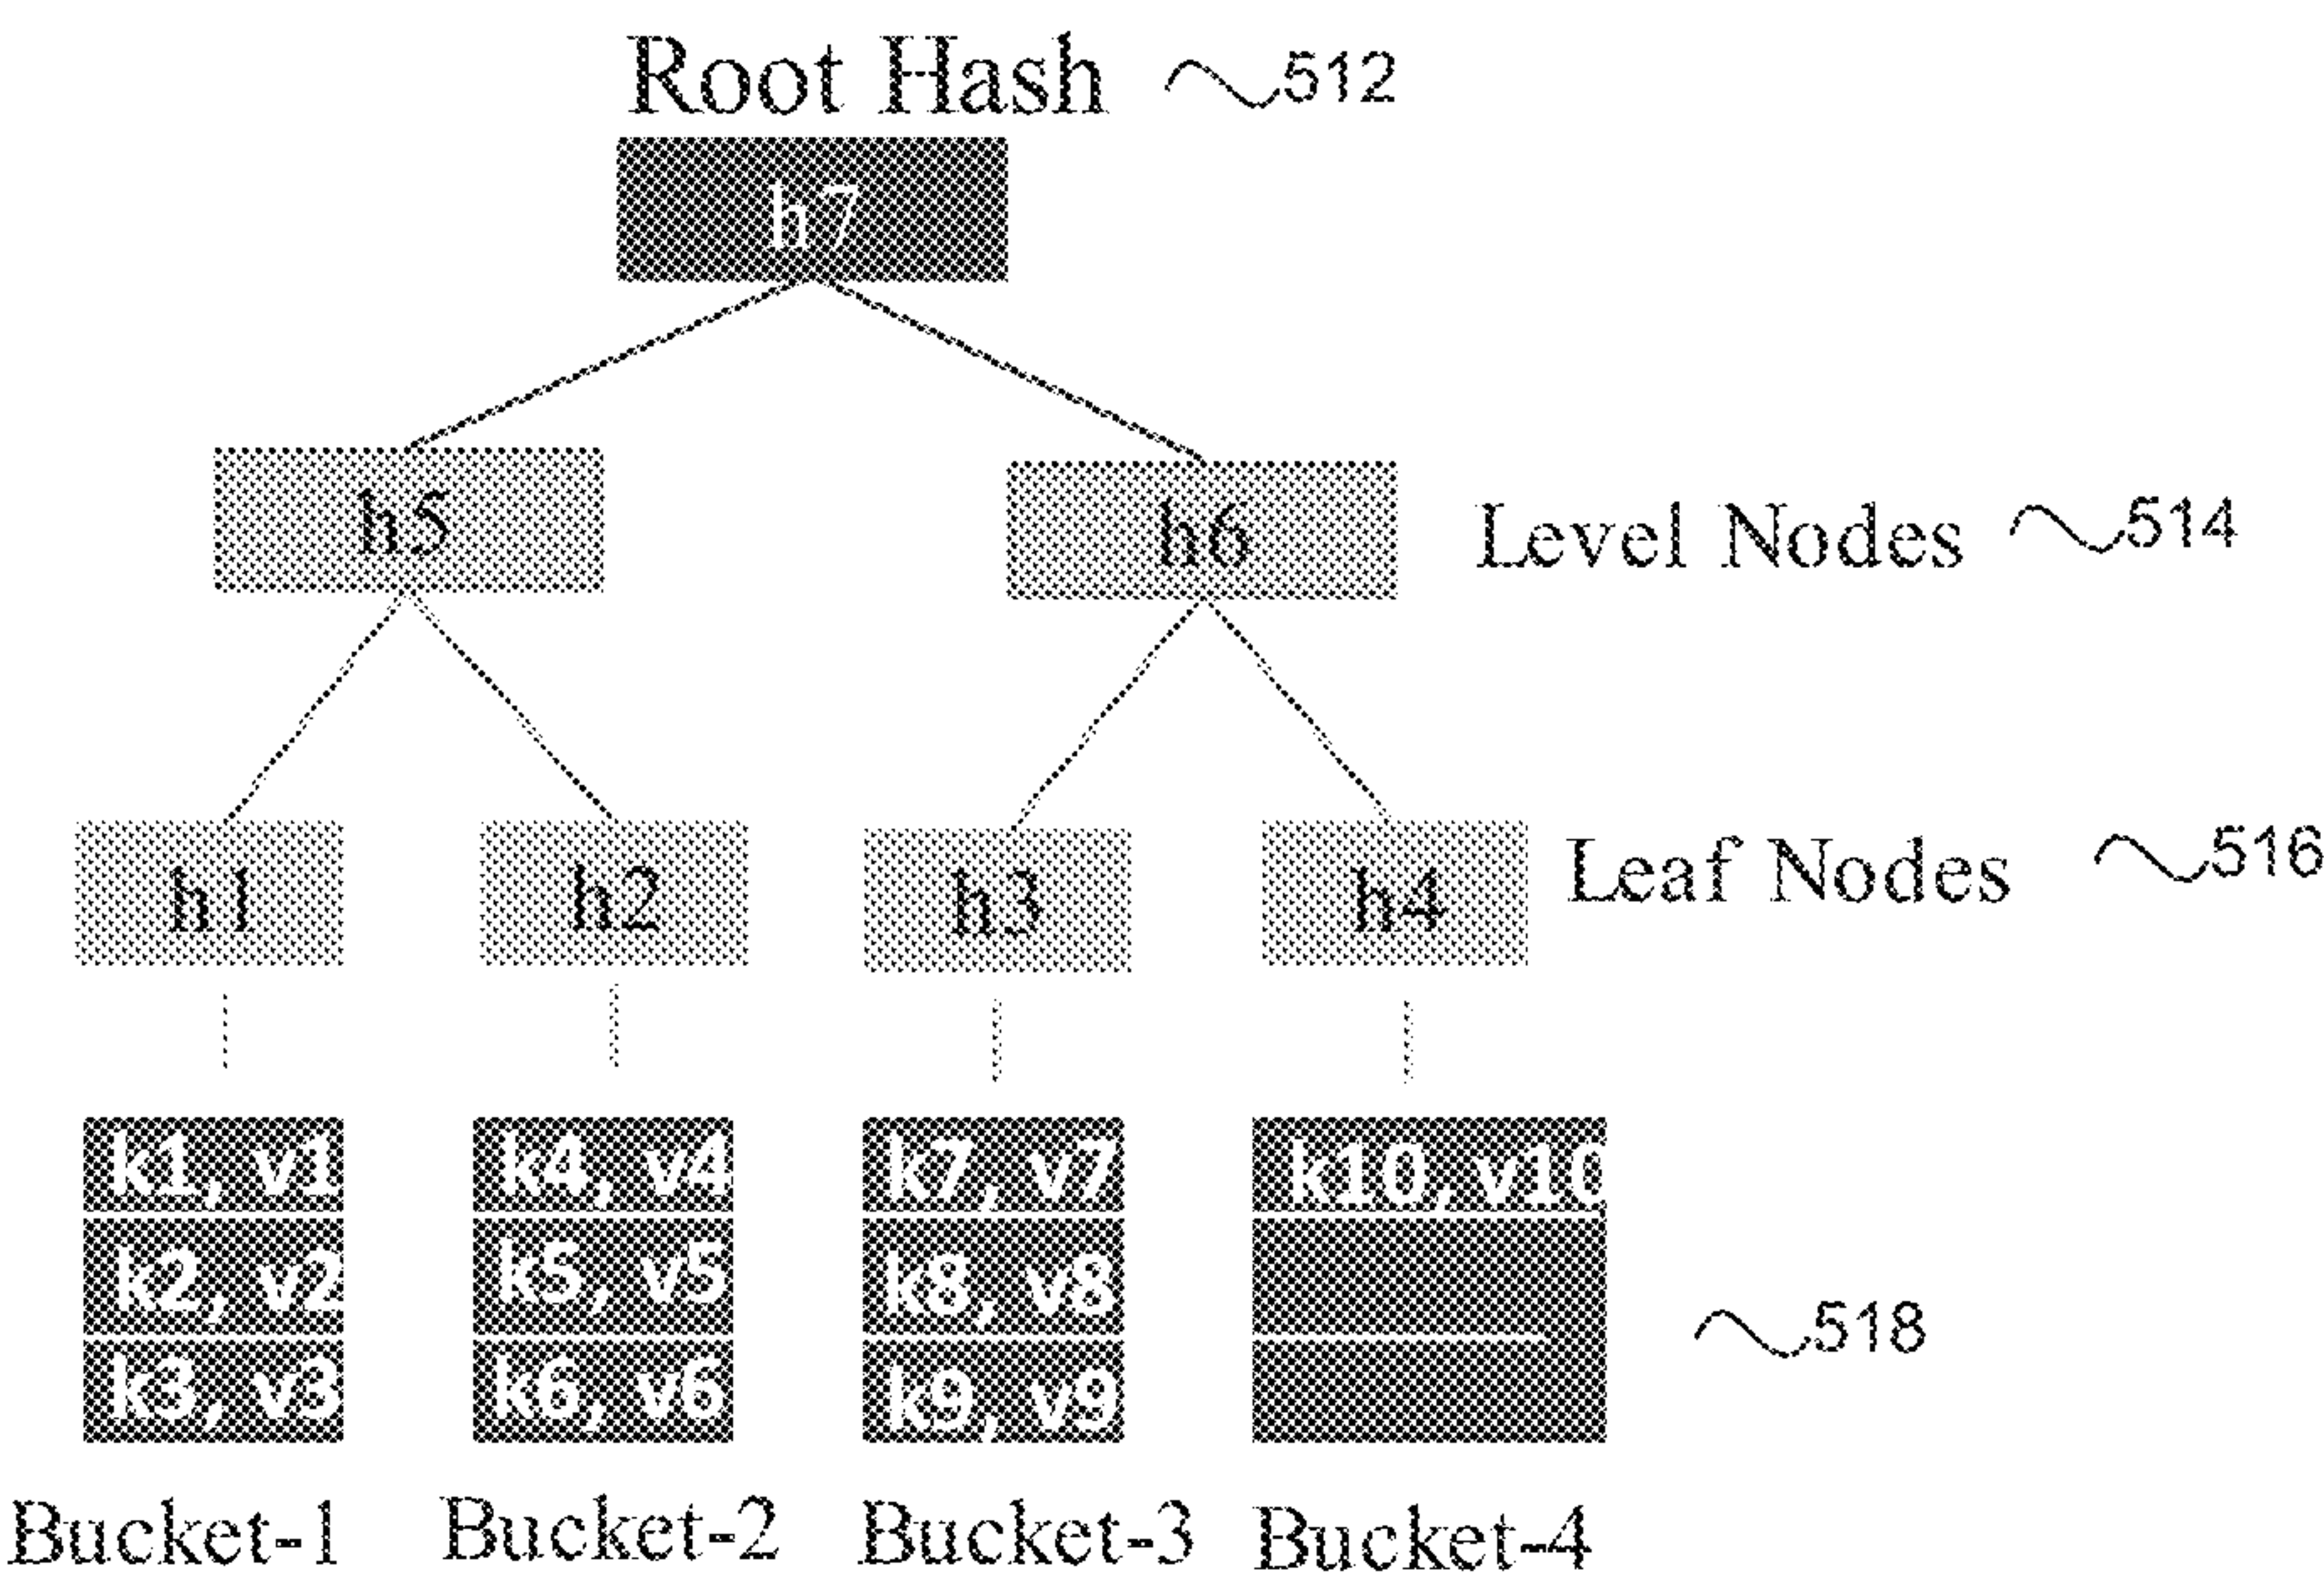 Root Hash 512
h7
h5 h6 Level Nodes 514
h1 h2 h3 h4 Leaf Nodes 516
k1, v1 k4, v4 k7, v7 k10,v10
k2, v2 k5, v5 k8, v8
k3, v3 k6, v6 k9, v9
518
Bucket-1 Bucket-2 Bucket-3 Bucket-4